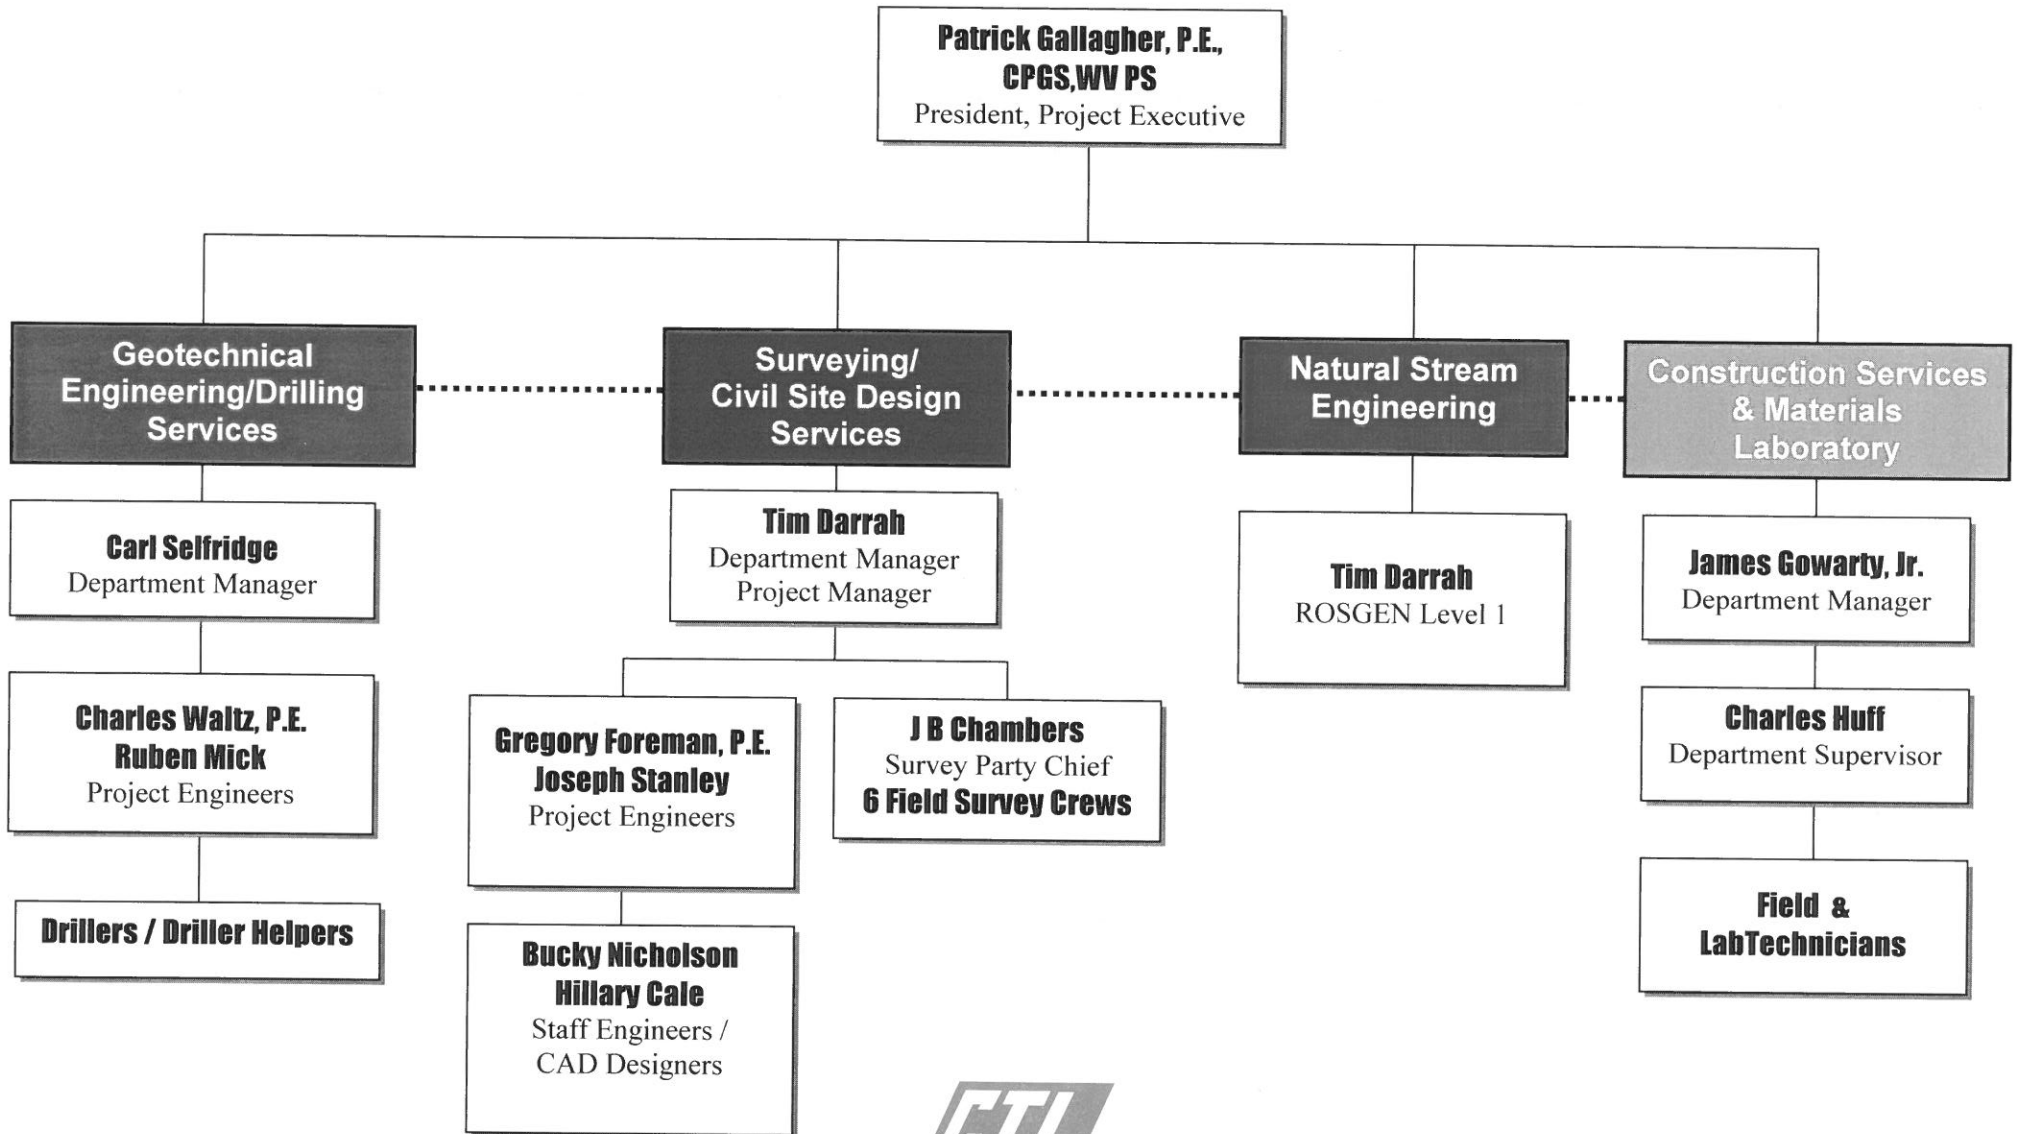 Patrick Gallagher, P.E.,
CPGS,WV PS
President, Project Executive
Geotechnical
Engineering/Drilling
Services
Surveying/
Civil Site Design
Services
Natural Stream
Engineering
Construction Services
& Materials
Laboratory
Carl Selfridge
Department Manager
Charles Waltz, P.E.
Ruben Mick
Project Engineers
Drillers / Driller Helpers
Tim Darrah
Department Manager
Project Manager
Gregory Foreman, P.E.
Joseph Stanley
Project Engineers
Bucky Nicholson
Hillary Cale
Staff Engineers /
CAD Designers
J B Chambers
Survey Party Chief
6 Field Survey Crews
Tim Darrah
ROSGEN Level 1
James Gowarty, Jr.
Department Manager
Charles Huff
Department Supervisor
Field &
LabTechnicians